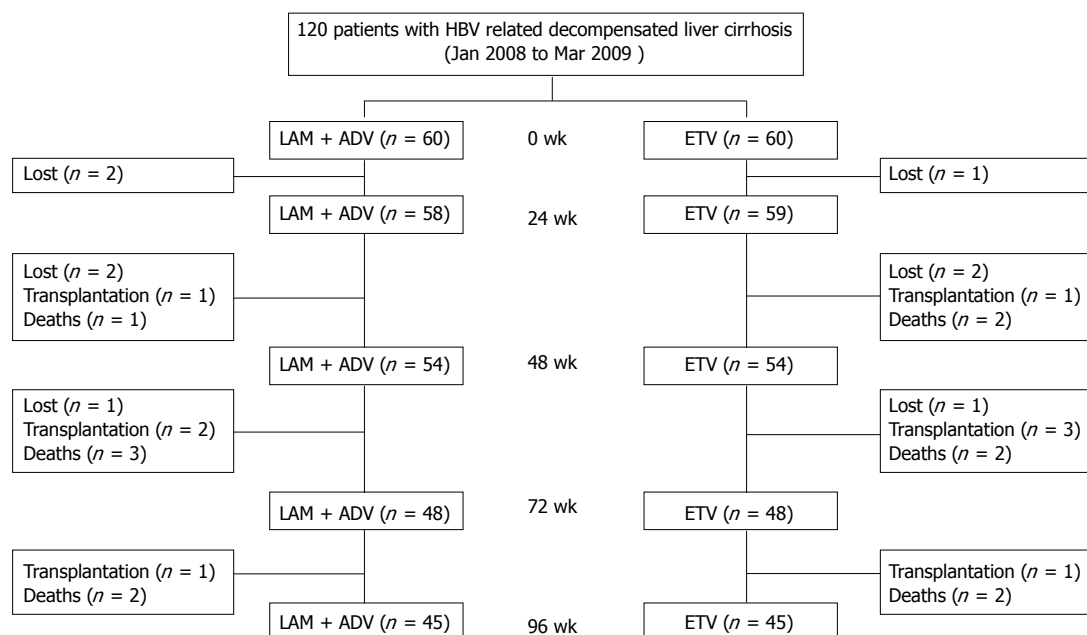 120 patients with HBV related decompensated liver cirrhosis
(Jan 2008 to Mar 2009 )
LAM + ADV (n = 60)
0 wk
ETV (n = 60)
Lost (n = 2)
Lost (n = 1)
LAM + ADV (n = 58)
24 wk
ETV (n = 59)
Lost (n = 2)
Transplantation (n = 1)
Deaths (n = 1)
Lost (n = 2)
Transplantation (n = 1)
Deaths (n = 2)
LAM + ADV (n = 54)
48 wk
ETV (n = 54)
Lost (n = 1)
Transplantation (n = 2)
Deaths (n = 3)
Lost (n = 1)
Transplantation (n = 3)
Deaths (n = 2)
LAM + ADV (n = 48)
72 wk
ETV (n = 48)
Transplantation (n = 1)
Deaths (n = 2)
Transplantation (n = 1)
Deaths (n = 2)
LAM + ADV (n = 45)
96 wk
ETV (n = 45)